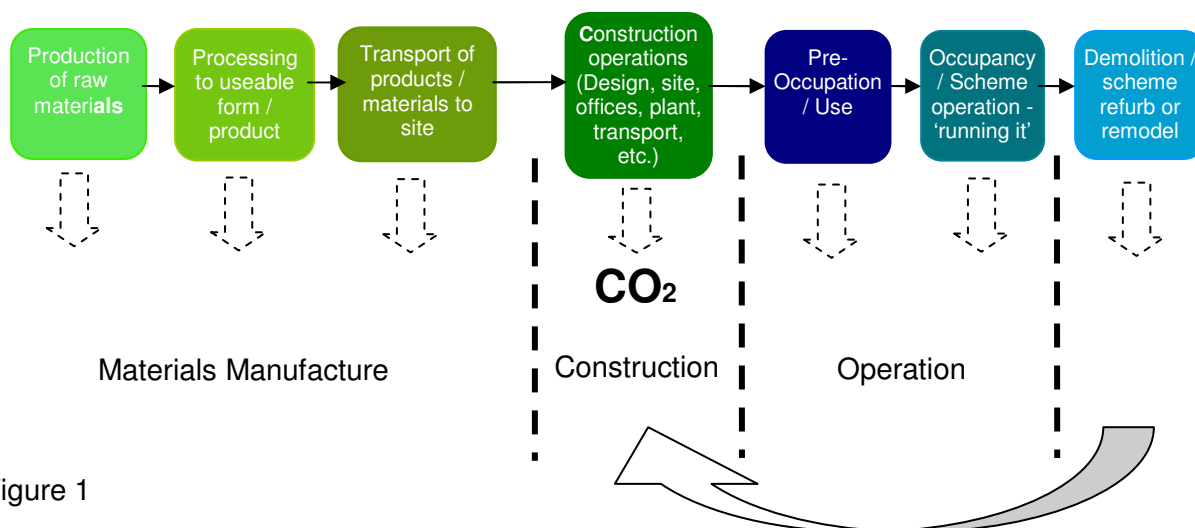 Production
of raw
materials
Processing
to useable
form /
product
Transport of
products /
materials to
site
Construction
operations
(Design, site,
offices, plant,
transport,
etc.)
Pre-
Occupation
/ Use
Occupancy
/ Scheme
operation -
‘running it’
Demolition /
scheme
refurb or
remodel
CO2
Materials Manufacture
Construction
Operation
igure 1